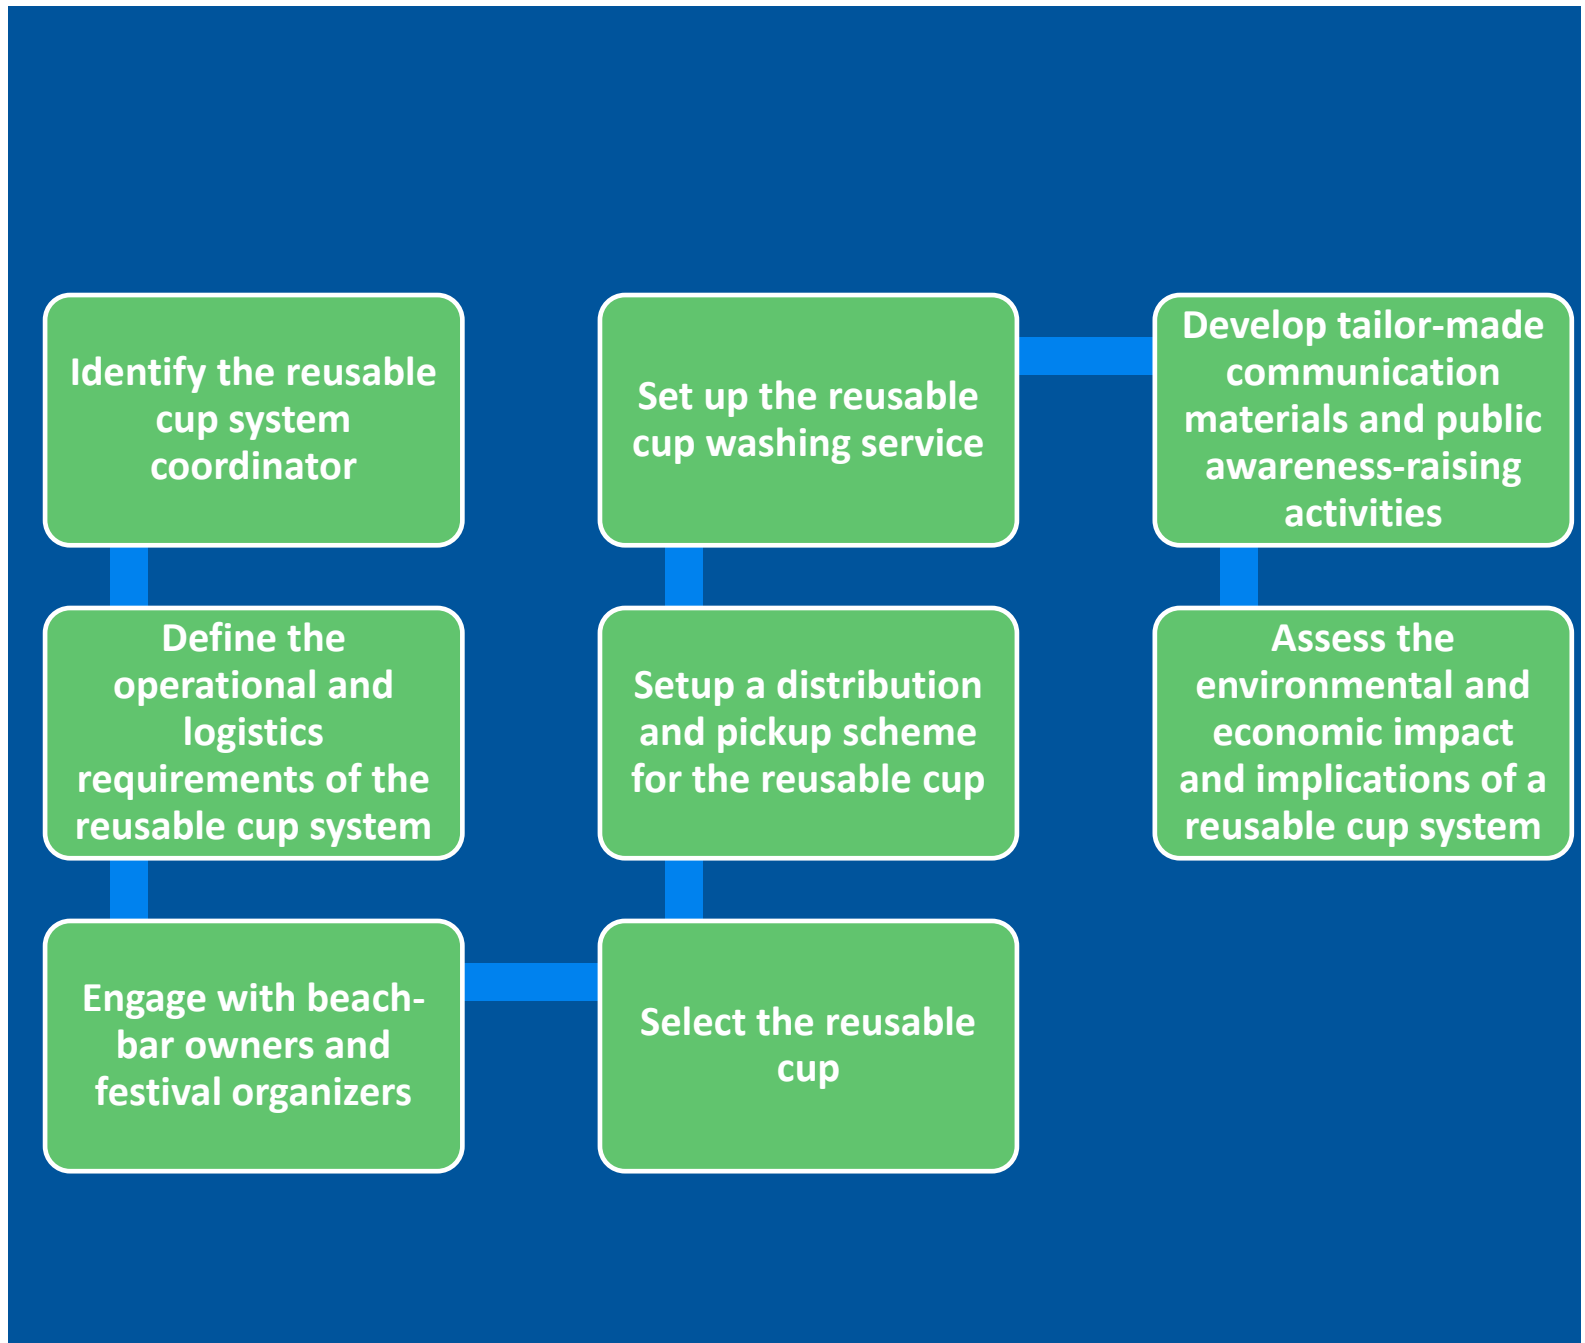 Identify the reusable
cup system
coordinator
Define the
operational and
logistics
requirements of the
reusable cup system
Engage with beach-
bar owners and
festival organizers
Select the reusable
cup
Setup a distribution
and pickup scheme
for the reusable cup
Set up the reusable
cup washing service
Develop tailor-made
communication
materials and public
awareness-raising
activities
Assess the
environmental and
economic impact
and implications of a
reusable cup system